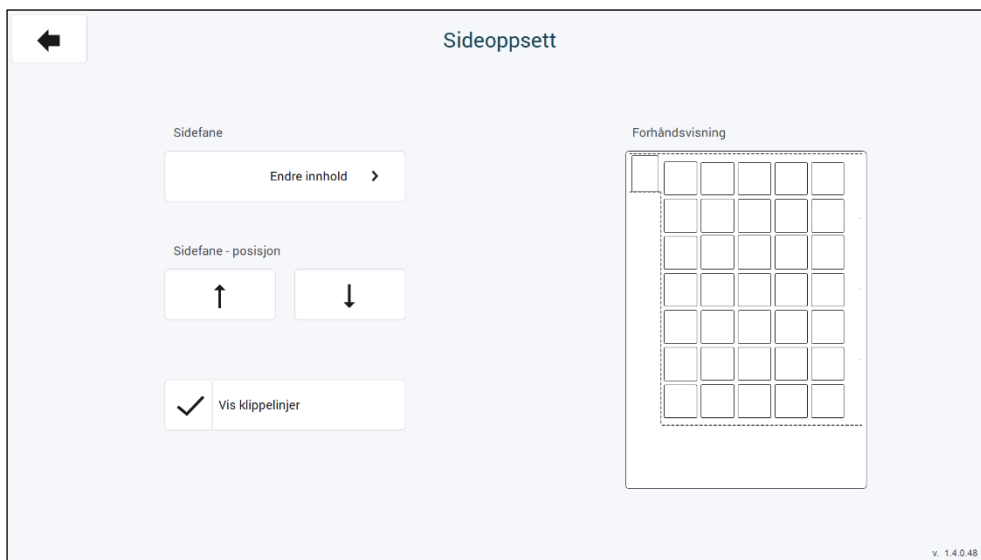 Sideoppsett
Sidefane
Endre innhold
Sidefane - posisjon
Vis klippelinjer
Forhåndsvisning
v. 1.4.0.48